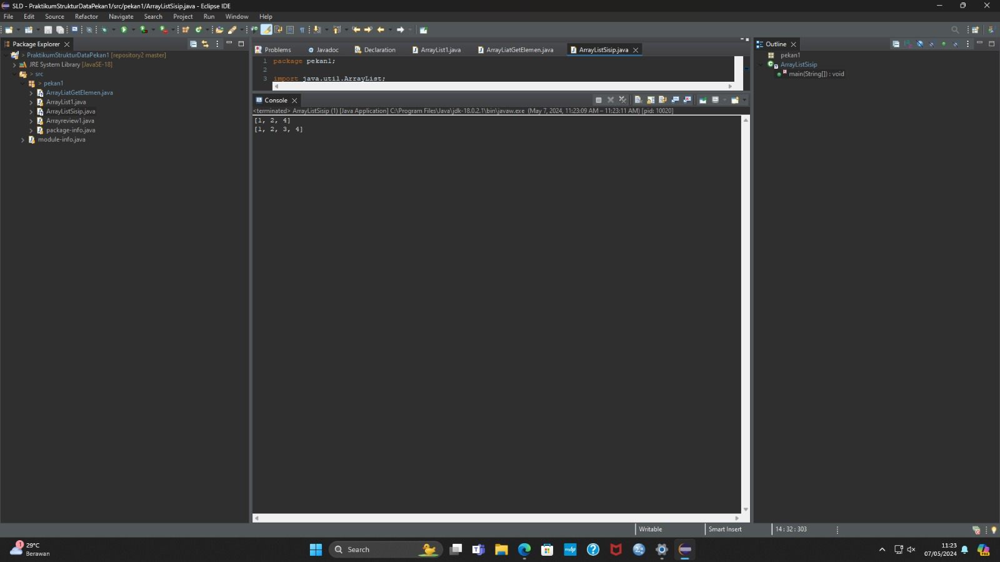 SLD - PraktikumStrukturDataPekan1/src/pekan1/ArrayListSisip.java - Eclipse IDE
File Edit Source Refactor Navigate Search Project Run Window Help
Package Explorer
> PraktikumStrukturDataPekan1 [repository2 master]
JRE System Library [JavaSE-18]
> src
> pekan1
ArrayLiatGetElemen.java
ArrayList1.java
ArrayListSisip.java
Arrayreview1.java
package-info.java
module-info.java
Problems Javadoc Declaration ArrayList1.java ArrayLiatGetElemen.java ArrayListSisip.java
1 package pekan1;
2
3 import java.util.ArrayList;
Console
<terminated> ArrayListSisip (1) [Java Application] C:\Program Files\Java\jdk-18.0.2.1\bin\javaw.exe (May 7, 2024, 11:23:09 AM – 11:23:11 AM) [pid: 10020]
[1, 2, 4]
[1, 2, 3, 4]
Outline
pekan1
ArrayListSisip
main(String[]) : void
Writable Smart Insert 14 : 32 : 303
1
29°C
Berawan
Search
11:23
07/05/2024